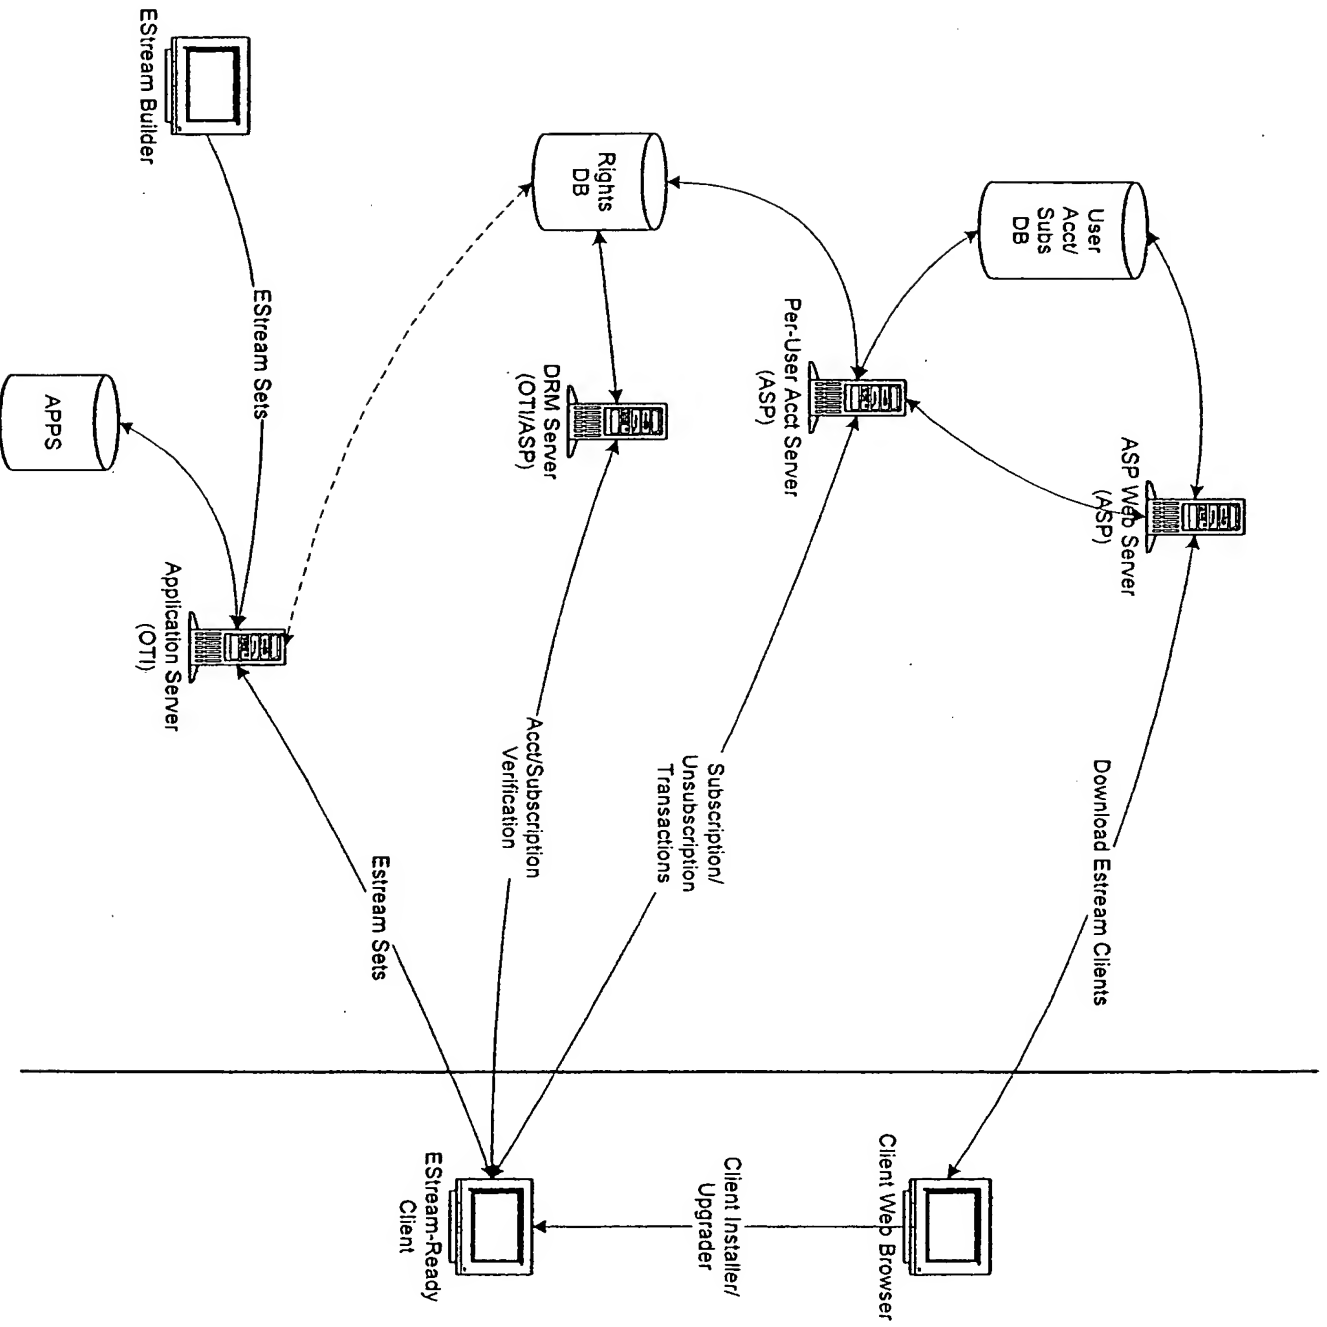 User
Acct/
Subs
DB
ASP Web Server
(ASP)
Download Estream Clients
Client Web Browser
Per-User Acct Server
(ASP)
Subscription/
Unsubscription
Transactions
Client Installer/
Upgrader
Rights
DB
DRM Server
(OTI/ASP)
Acct/Subscription
Verification
EStream-Ready
Client
EStream Sets
Estream Sets
EStream Builder
Application Server
(OTI)
APPS